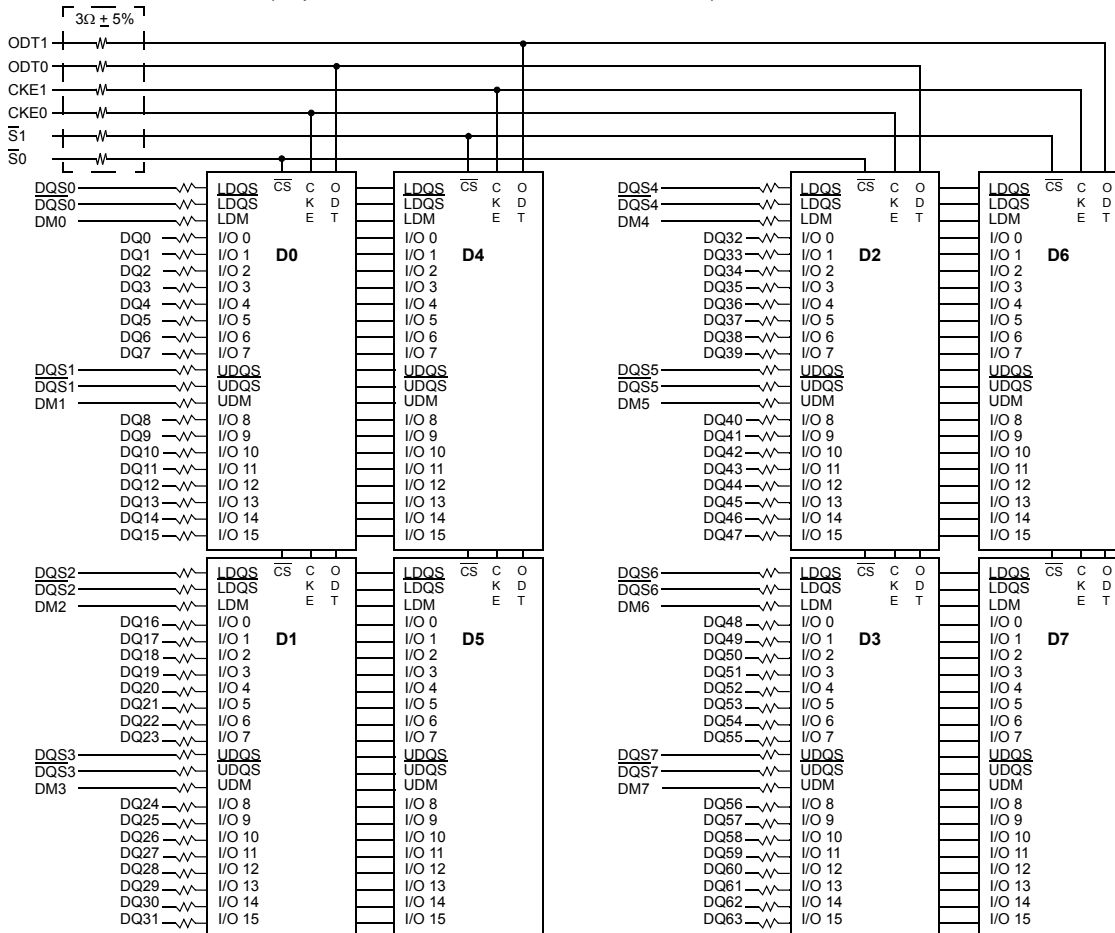 3Ω ± 5%
ODT1
ODT0
CKE1
CKE0
S1
S0
DQS0 LDQS CS C O LDQS CS C O DQS4 LDQS CS C O LDQS CS C O
DQS0 LDQS K D LDQS K D DQS4 LDQS K D LDQS K D
DM0 LDM E T LDM E T DM4 LDM E T LDM E T
DQ0 I/O 0 I/O 0 DQ32 I/O 0 I/O 0
DQ1 I/O 1 D0 I/O 1 D4 DQ33 I/O 1 D2 I/O 1 D6
DQ2 I/O 2 I/O 2 DQ34 I/O 2 I/O 2
DQ3 I/O 3 I/O 3 DQ35 I/O 3 I/O 3
DQ4 I/O 4 I/O 4 DQ36 I/O 4 I/O 4
DQ5 I/O 5 I/O 5 DQ37 I/O 5 I/O 5
DQ6 I/O 6 I/O 6 DQ38 I/O 6 I/O 6
DQ7 I/O 7 I/O 7 DQ39 I/O 7 I/O 7
DQS1 UDQS UDQS DQS5 UDQS UDQS
DQS1 UDQS UDQS DQS5 UDQS UDQS
DM1 UDM UDM DM5 UDM UDM
DQ8 I/O 8 I/O 8 DQ40 I/O 8 I/O 8
DQ9 I/O 9 I/O 9 DQ41 I/O 9 I/O 9
DQ10 I/O 10 I/O 10 DQ42 I/O 10 I/O 10
DQ11 I/O 11 I/O 11 DQ43 I/O 11 I/O 11
DQ12 I/O 12 I/O 12 DQ44 I/O 12 I/O 12
DQ13 I/O 13 I/O 13 DQ45 I/O 13 I/O 13
DQ14 I/O 14 I/O 14 DQ46 I/O 14 I/O 14
DQ15 I/O 15 I/O 15 DQ47 I/O 15 I/O 15
DQS2 LDQS CS C O LDQS CS C O DQS6 LDQS CS C O LDQS CS C O
DQS2 LDQS K D LDQS K D DQS6 LDQS K D LDQS K D
DM2 LDM E T LDM E T DM6 LDM E T LDM E T
DQ16 I/O 0 I/O 0 DQ48 I/O 0 I/O 0
DQ17 I/O 1 D1 I/O 1 D5 DQ49 I/O 1 D3 I/O 1 D7
DQ18 I/O 2 I/O 2 DQ50 I/O 2 I/O 2
DQ19 I/O 3 I/O 3 DQ51 I/O 3 I/O 3
DQ20 I/O 4 I/O 4 DQ52 I/O 4 I/O 4
DQ21 I/O 5 I/O 5 DQ53 I/O 5 I/O 5
DQ22 I/O 6 I/O 6 DQ54 I/O 6 I/O 6
DQ23 I/O 7 I/O 7 DQ55 I/O 7 I/O 7
DQS3 UDQS UDQS DQS7 UDQS UDQS
DQS3 UDQS UDQS DQS7 UDQS UDQS
DM3 UDM UDM DM7 UDM UDM
DQ24 I/O 8 I/O 8 DQ56 I/O 8 I/O 8
DQ25 I/O 9 I/O 9 DQ57 I/O 9 I/O 9
DQ26 I/O 10 I/O 10 DQ58 I/O 10 I/O 10
DQ27 I/O 11 I/O 11 DQ59 I/O 11 I/O 11
DQ28 I/O 12 I/O 12 DQ60 I/O 12 I/O 12
DQ29 I/O 13 I/O 13 DQ61 I/O 13 I/O 13
DQ30 I/O 14 I/O 14 DQ62 I/O 14 I/O 14
DQ31 I/O 15 I/O 15 DQ63 I/O 15 I/O 15